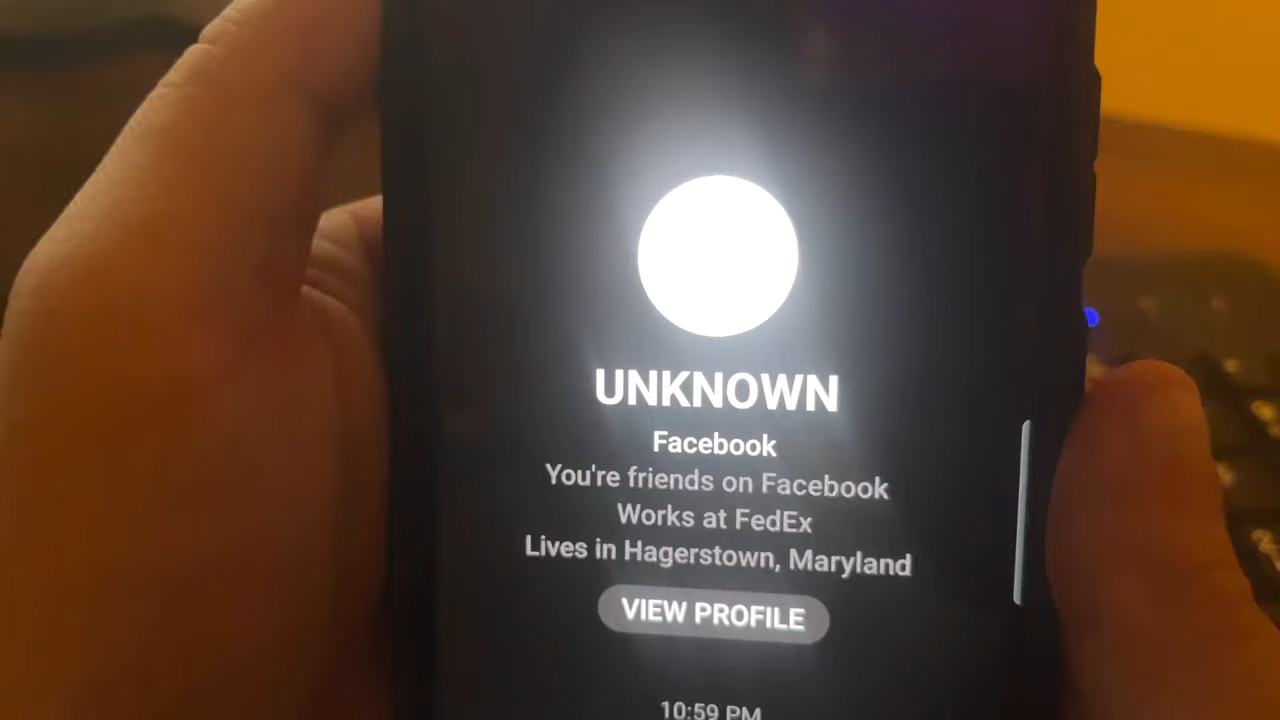 UNKNOWN
Facebook
You're friends on Facebook
Works at FedEx
Lives in Hagerstown, Maryland
VIEW PROFILE
10:59 PM